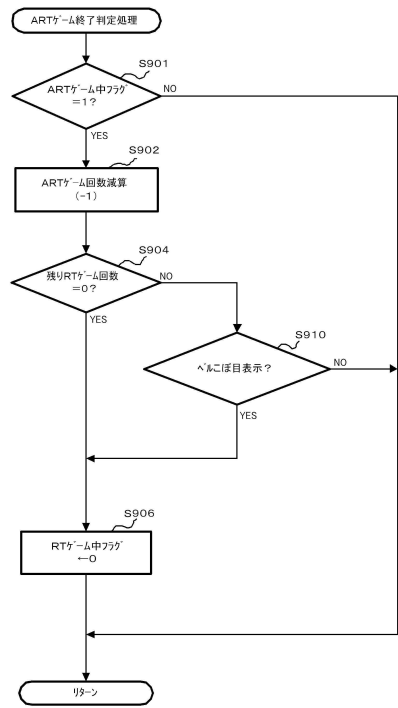 ARTｹﾞｰﾑ終了判定処理
S901
ARTｹﾞｰﾑ中ﾌﾗｸﾞ
=1?
NO
YES
S902
ARTｹﾞｰﾑ回数減算
(-1)
S904
残りRTｹﾞｰﾑ回数
=0?
NO
YES
S910
ﾍﾞﾙこぼ目表示?
NO
YES
S906
RTｹﾞｰﾑ中ﾌﾗｸﾞ
←0
ﾘﾀｰﾝ